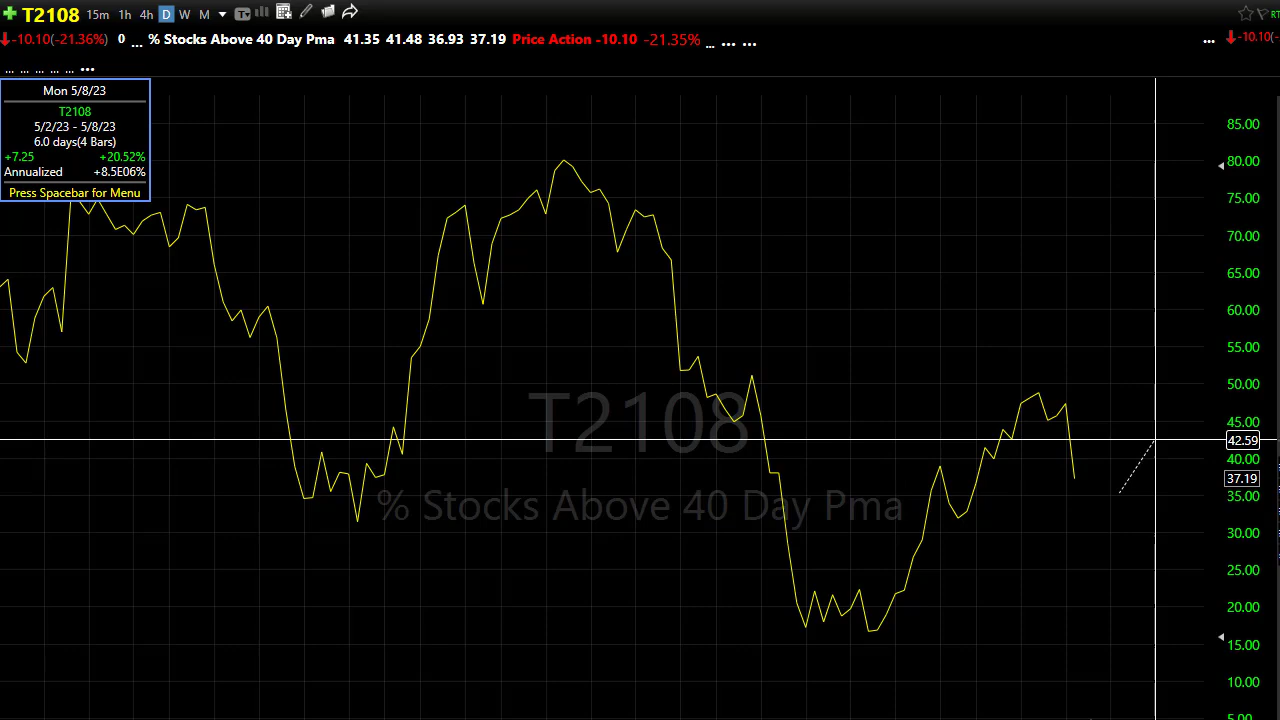 T2108 15m 1h 4h D W M T RT
-10.10(-21.36%) 0 ... % Stocks Above 40 Day Pma 41.35 41.48 36.93 37.19 Price Action -10.10 -21.35% ... ... ... ... -10.10(-
... ... ... ... ... ...
Mon 5/8/23
T2108
5/2/23 - 5/8/23
6.0 days(4 Bars)
+7.25 +20.52%
Annualized +8.5E06%
Press Spacebar for Menu
T2108
% Stocks Above 40 Day Pma
85.00
80.00
75.00
70.00
65.00
60.00
55.00
50.00
45.00
42.59
40.00
37.19
35.00
30.00
25.00
20.00
15.00
10.00
5.00